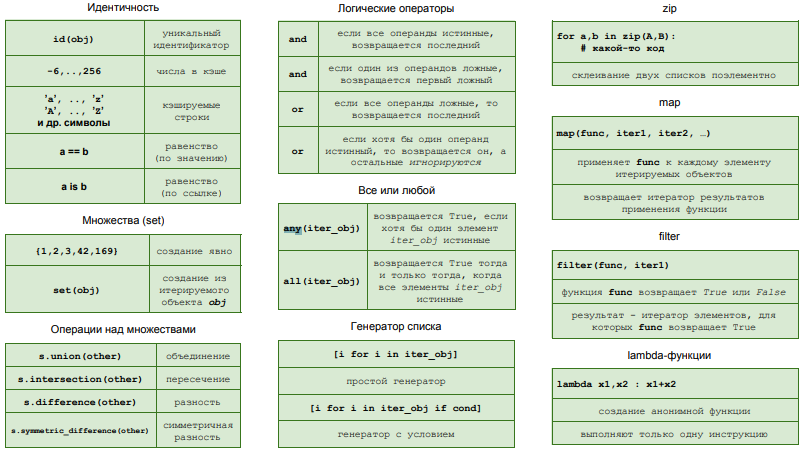 Идентичность
id(obj)
уникальный
идентификатор
-6,..,256
числа в кэше
'a', .., 'z'
'A', .., 'Z'
и др. символы
кэшируемые
строки
a == b
равенство
(по значению)
a is b
равенство
(по ссылке)
Множества (set)
{1,2,3,42,169}
создание явно
set(obj)
создание из
итерируемого
объекта obj
Операции над множествами
s.union(other)
объединение
s.intersection(other)
пересечение
s.difference(other)
разность
s.symmetric_difference(other)
симметричная
разность
Логические операторы
and
если все операнды истинные,
возвращается последний
and
если один из операндов ложные,
возвращается первый ложный
or
если все операнды ложные, то
возвращается последний
or
если хотя бы один операнд
истинный, то возвращается он, а
остальные игнорируются
Все или любой
any(iter_obj)
возвращается True, если
хотя бы один элемент
iter_obj истинные
all(iter_obj)
возвращается True тогда
и только тогда, когда
все элементы iter_obj
истинные
Генератор списка
[i for i in iter_obj]
простой генератор
[i for i in iter_obj if cond]
генератор с условием
zip
for a,b in zip(A,B):
# какой-то код
склеивание двух списков поэлементно
map
map(func, iter1, iter2, …)
применяет func к каждому элементу
итерируемых объектов
возвращает итератор результатов
применения функции
filter
filter(func, iter1)
функция func возвращает True или False
результат - итератор элементов, для
которых func возвращает True
lambda-функции
lambda x1,x2 : x1+x2
создание анонимной функции
выполняют только одну инструкцию